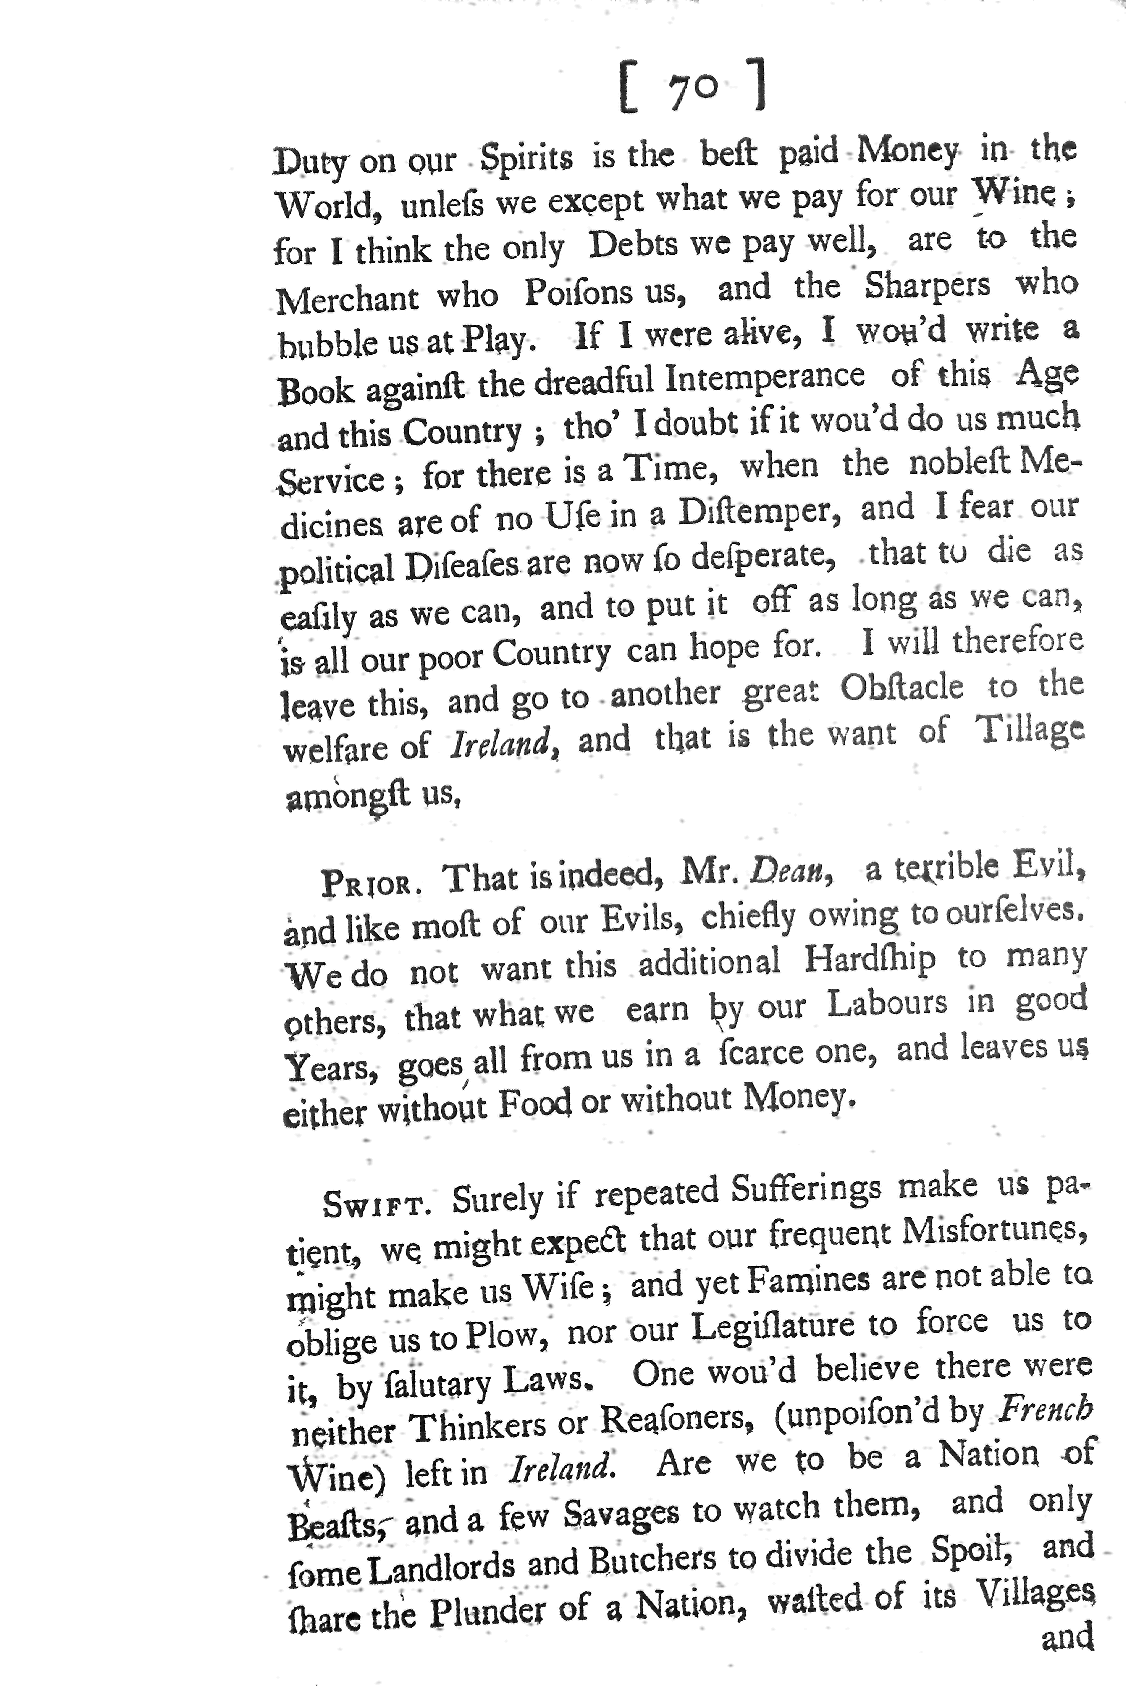 [ 70 ]
Duty on our Spirits is the beſt paid Money in the
World, unleſs we except what we pay for our Wine ;
for I think the only Debts we pay well, are to the
Merchant who Poiſons us, and the Sharpers who
bubble us at Play. If I were alive, I wou'd write a
Book againſt the dreadful Intemperance of this Age
and this Country ; tho' I doubt if it wou'd do us much
Service ; for there is a Time, when the nobleſt Me-
dicines are of no Uſe in a Diſtemper, and I fear our
political Diſeaſes are now ſo deſperate, that to die as
eaſily as we can, and to put it off as long as we can,
is all our poor Country can hope for. I will therefore
leave this, and go to another great Obſtacle to the
welfare of Ireland, and that is the want of Tillage
amongſt us,
PRIOR. That is indeed, Mr. Dean, a terrible Evil,
and like moſt of our Evils, chiefly owing to ourſelves.
We do not want this additional Hardſhip to many
others, that what we earn by our Labours in good
Years, goes all from us in a ſcarce one, and leaves us
either without Food or without Money.
SWIFT. Surely if repeated Sufferings make us pa-
tient, we might expect that our frequent Misfortunes,
might make us Wiſe ; and yet Famines are not able to
oblige us to Plow, nor our Legiſlature to force us to
it, by ſalutary Laws. One wou'd believe there were
neither Thinkers or Reaſoners, (unpoiſon'd by French
Wine) left in Ireland. Are we to be a Nation of
Beaſts, and a few Savages to watch them, and only
ſome Landlords and Butchers to divide the Spoil, and
ſhare the Plunder of a Nation, waſted of its Villages
and